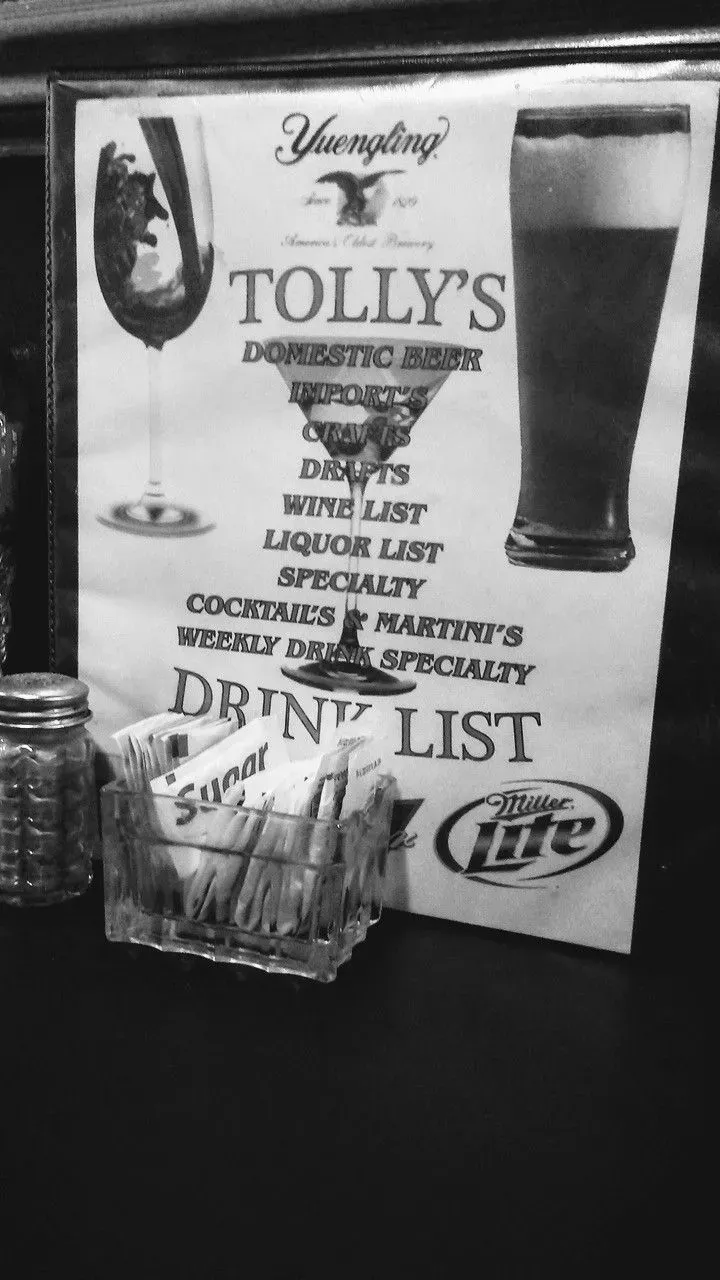 Yuengling
Since 1829
America's Oldest Brewery
TOLLY'S
DOMESTIC BEER
IMPORT'S
CRAFTS
DRAFTS
WINE LIST
LIQUOR LIST
SPECIALTY
COCKTAIL'S & MARTINI'S
WEEKLY DRINK SPECIALTY
DRINK LIST
Sugar
Miller
Lite